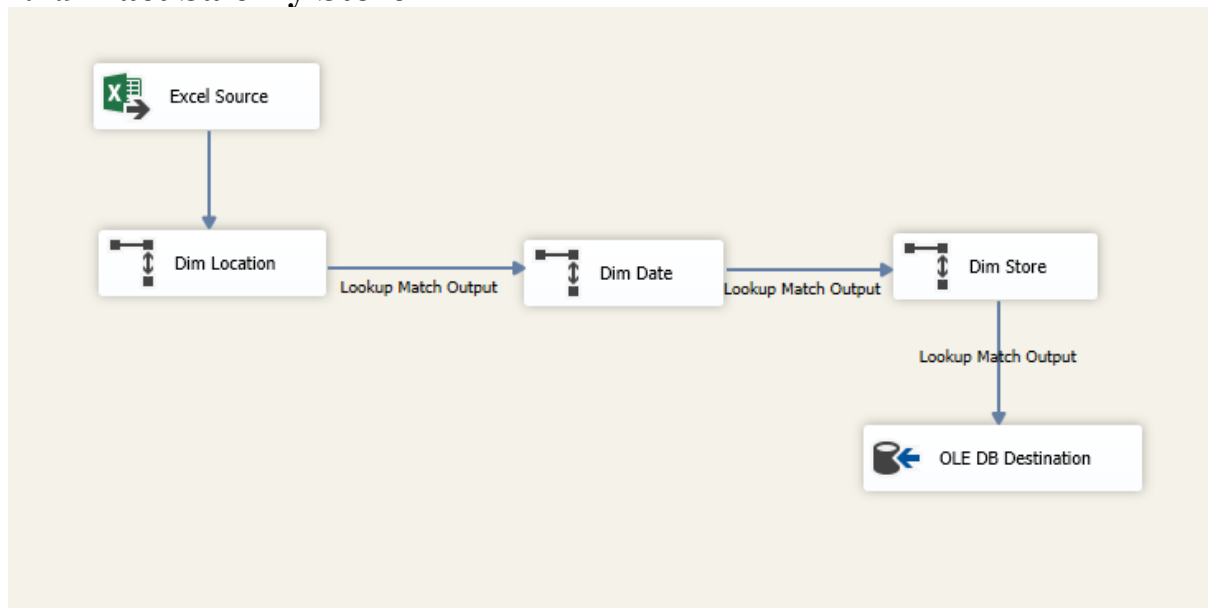 Excel Source
Dim Location
Lookup Match Output
Dim Date
Lookup Match Output
Dim Store
Lookup Match Output
OLE DB Destination